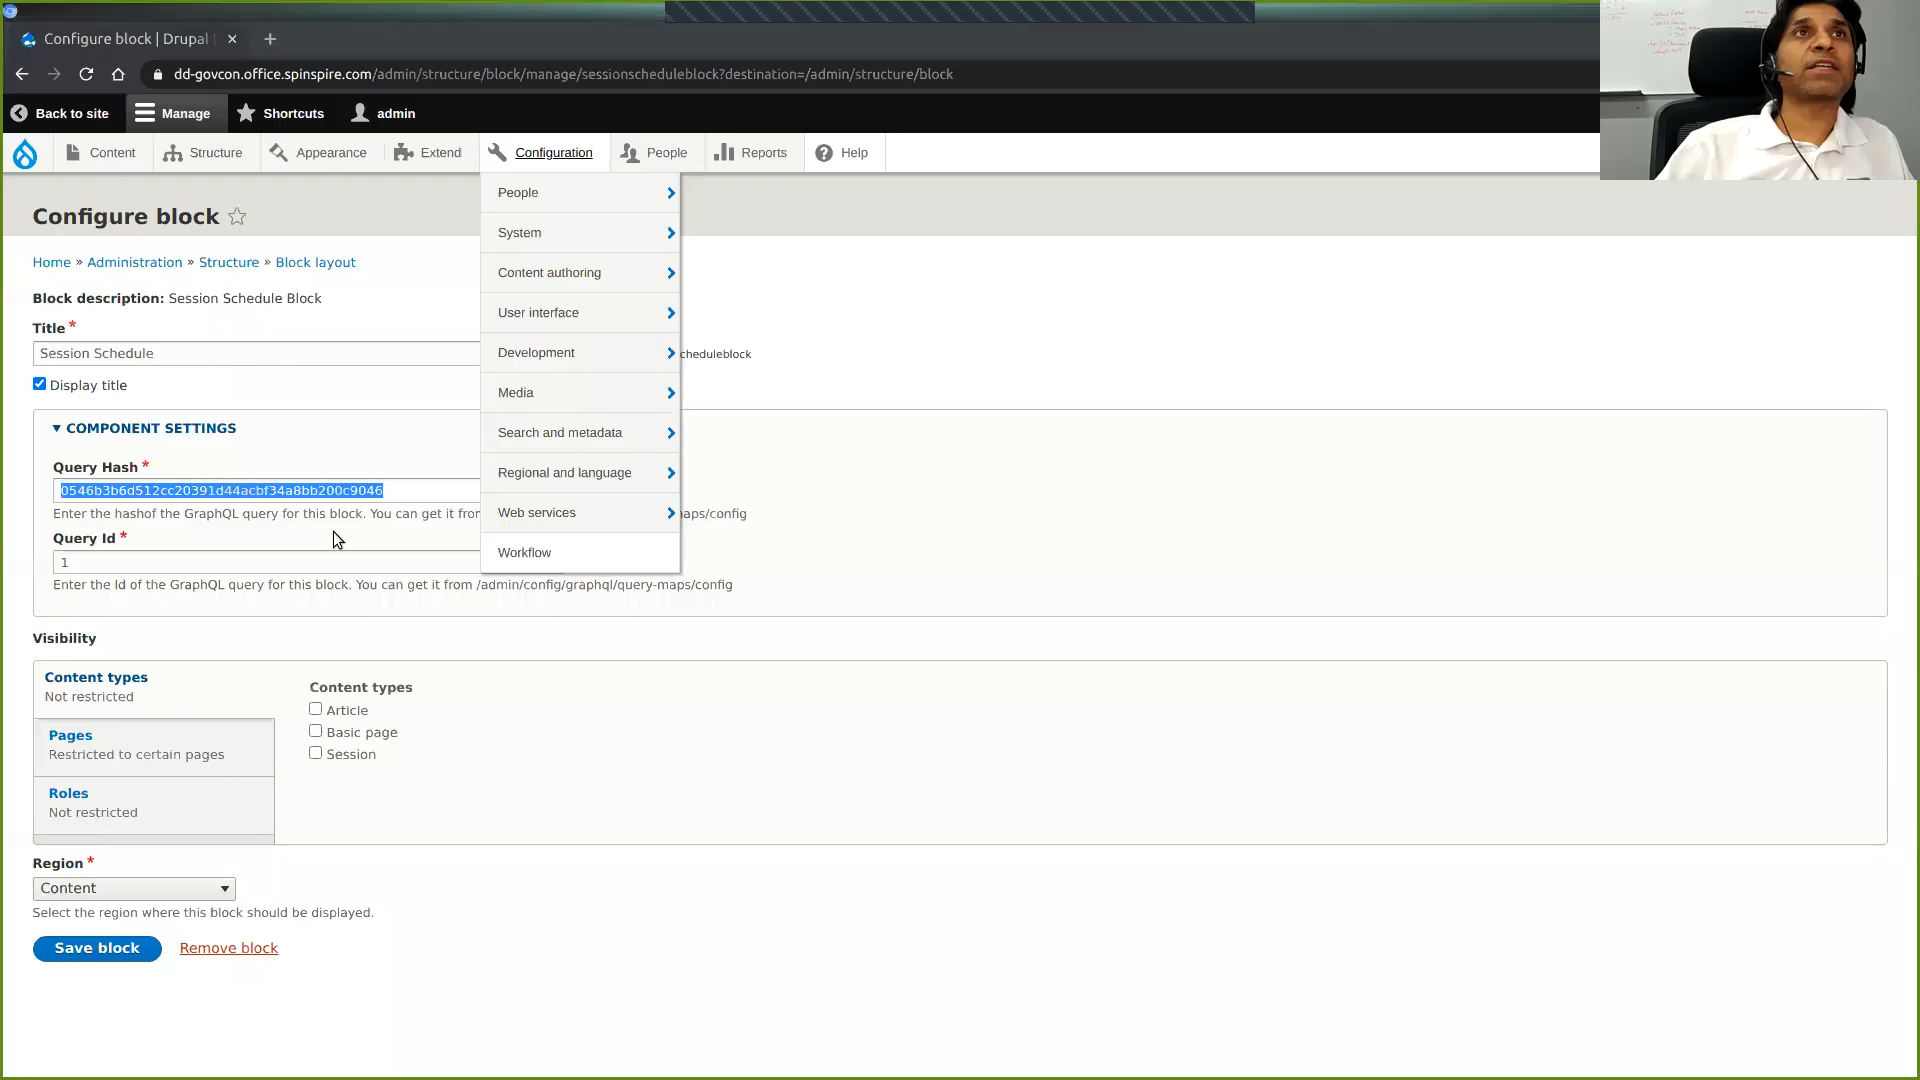 Configure block | Drupal
dd-govcon.office.spinspire.com/admin/structure/block/manage/sessionscheduleblock?destination=/admin/structure/block
Back to site
Manage
Shortcuts
admin
Content
Structure
Appearance
Extend
Configuration
People
Reports
Help
People
System
Content authoring
User interface
Development
Media
Search and metadata
Regional and language
Web services
Workflow
Configure block
Home » Administration » Structure » Block layout
Block description: Session Schedule Block
Title *
Session Schedule
cheduleblock
Display title
COMPONENT SETTINGS
Query Hash *
0546b3b6d512cc20391d44acbf34a8bb200c9046
Enter the hashof the GraphQL query for this block. You can get it fror
aps/config
Query Id *
1
Enter the Id of the GraphQL query for this block. You can get it from /admin/config/graphql/query-maps/config
Visibility
Content types
Not restricted
Pages
Restricted to certain pages
Roles
Not restricted
Content types
Article
Basic page
Session
Region *
Content
Select the region where this block should be displayed.
Save block
Remove block